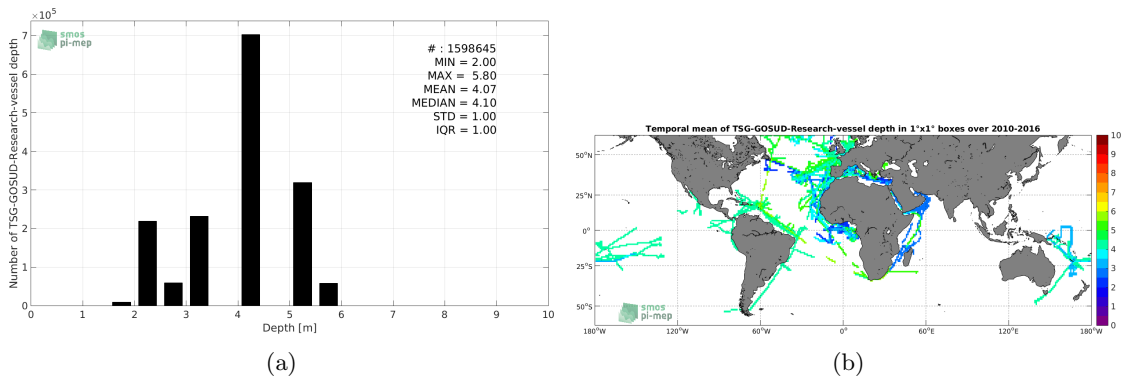 ×10⁵
smos
pi-mep
# : 1598645
MIN = 2.00
MAX = 5.80
MEAN = 4.07
MEDIAN = 4.10
STD = 1.00
IQR = 1.00
Number of TSG-GOSUD-Research-vessel depth
7
6
5
4
3
2
1
0
0 1 2 3 4 5 6 7 8 9 10
Depth [m]
(a)
Temporal mean of TSG-GOSUD-Research-vessel depth in 1°x1° boxes over 2010-2016
50°N
25°N
0°
25°S
50°S
180°W 120°W 60°W 0° 60°E 120°E 180°W
10
9
8
7
6
5
4
3
2
1
0
smos
pi-mep
(b)